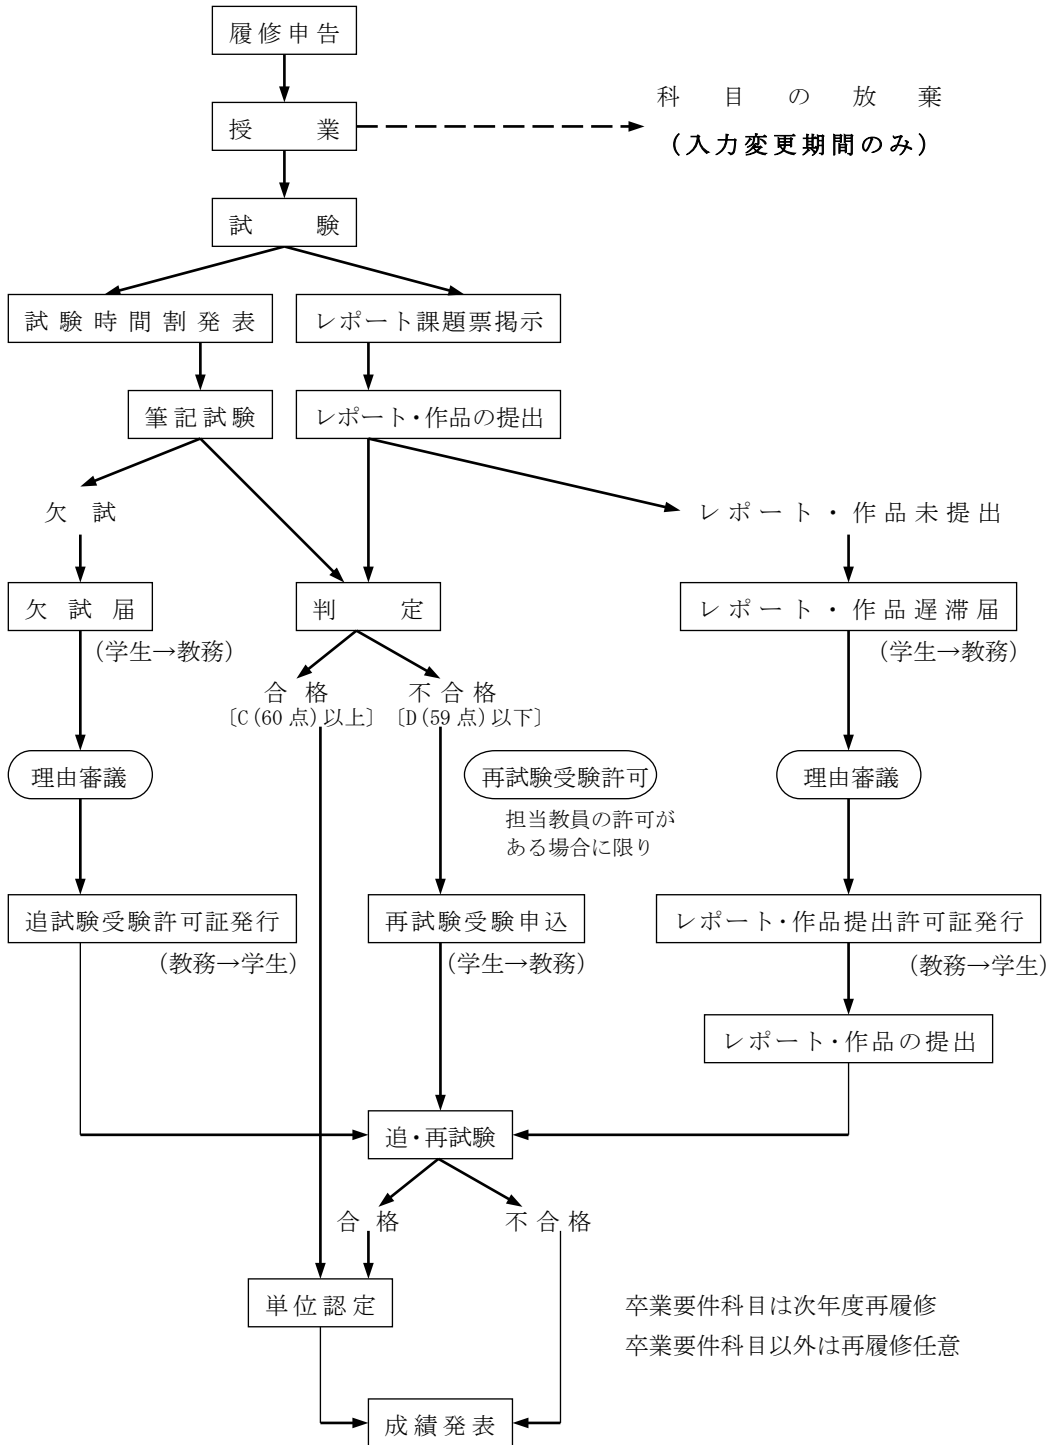 履修申告
授業
科目の放棄
(入力変更期間のみ)
試験
試験時間割発表
レポート課題票掲示
筆記試験
レポート・作品の提出
欠試
レポート・作品未提出
欠試届
判定
レポート・作品遅滞届
(学生→教務)
(学生→教務)
合格
不合格
〔C(60点)以上〕
〔D(59点)以下〕
理由審議
再試験受験許可
理由審議
担当教員の許可が
ある場合に限り
追試験受験許可証発行
再試験受験申込
レポート・作品提出許可証発行
(教務→学生)
(学生→教務)
(教務→学生)
レポート・作品の提出
追・再試験
合格
不合格
単位認定
卒業要件科目は次年度再履修
卒業要件科目以外は再履修任意
成績発表